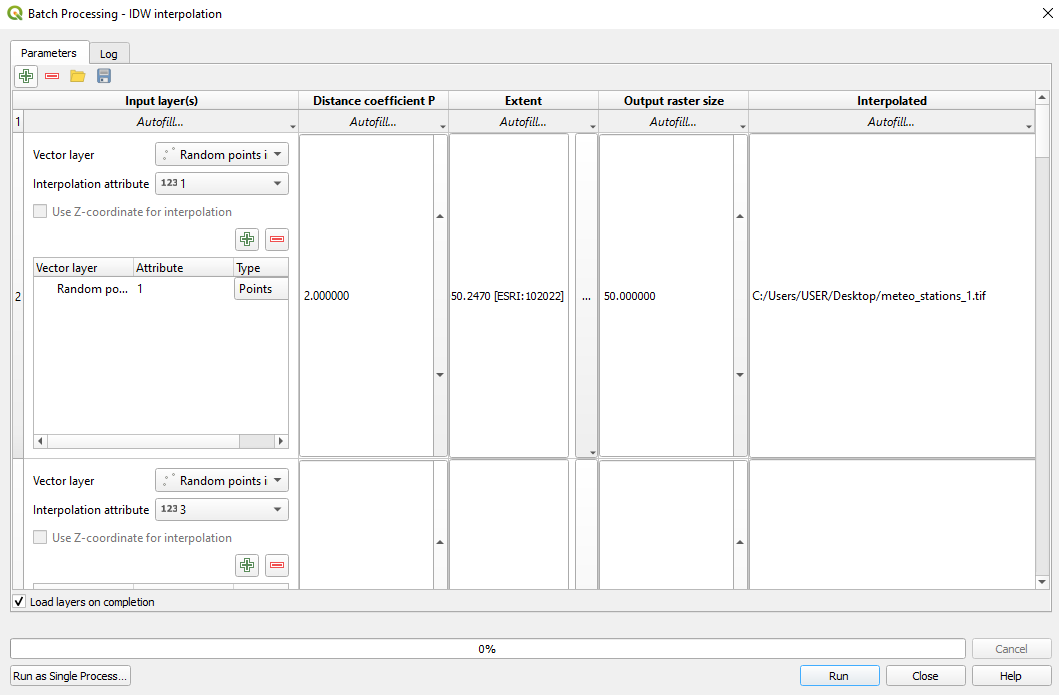 Batch Processing - IDW interpolation
Parameters
Log
Input layer(s) Distance coefficient P Extent Output raster size Interpolated
1 Autofill... Autofill... Autofill... Autofill... Autofill...
Vector layer Random points i
Interpolation attribute 123 1
Use Z-coordinate for interpolation
Vector layer Attribute Type
Random po... 1 Points
2 2.000000 50.2470 [ESRI:102022] ... 50.000000 C:/Users/USER/Desktop/meteo_stations_1.tif
Vector layer Random points i
Interpolation attribute 123 3
Use Z-coordinate for interpolation
Load layers on completion
0% Cancel
Run as Single Process... Run Close Help